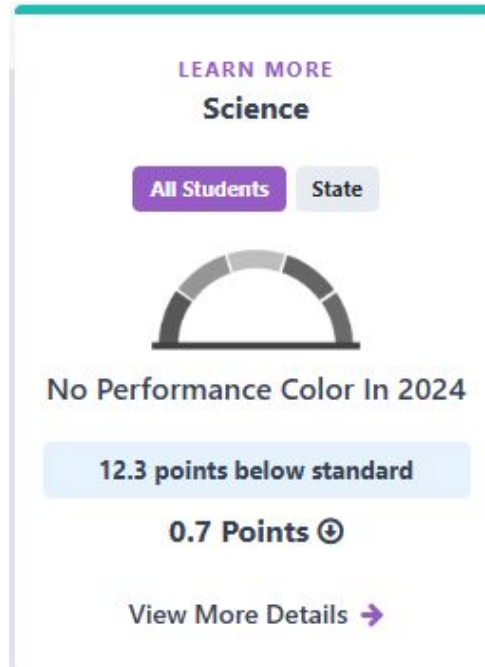 LEARN MORE
Science
All Students State
No Performance Color In 2024
12.3 points below standard
0.7 Points
View More Details